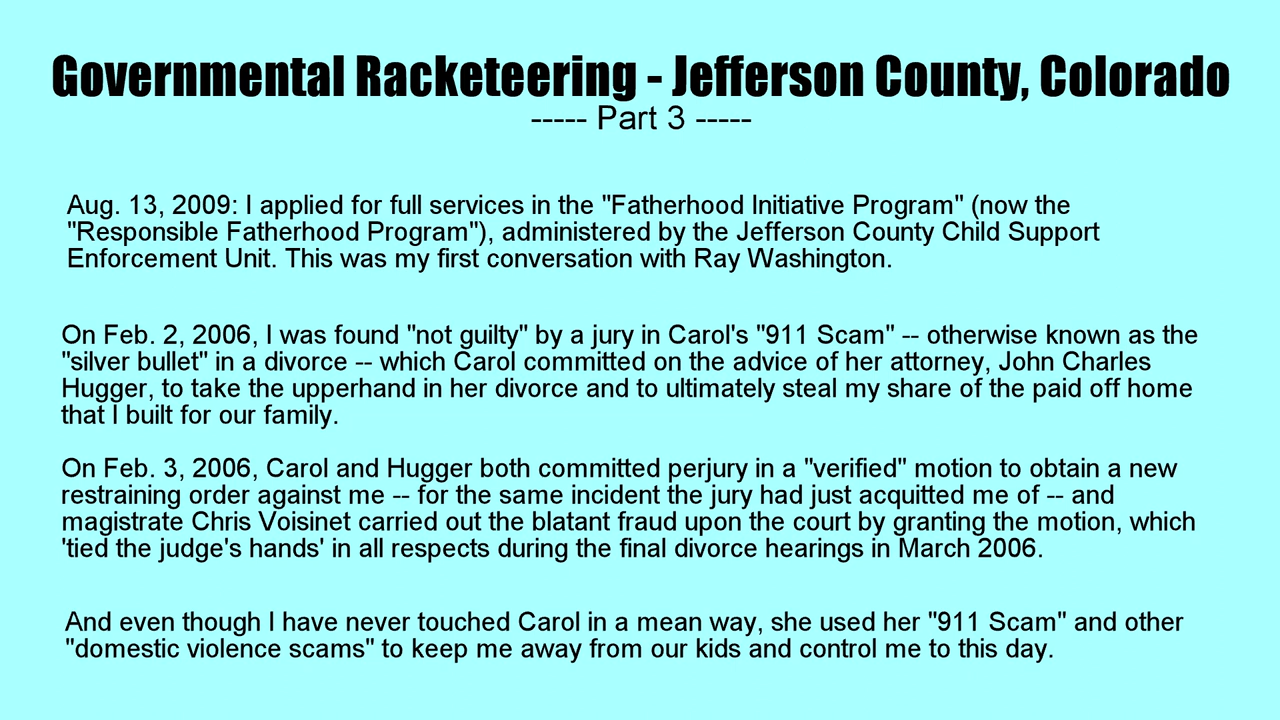 Governmental Racketeering - Jefferson County, Colorado
----- Part 3 -----
Aug. 13, 2009: I applied for full services in the "Fatherhood Initiative Program" (now the
"Responsible Fatherhood Program"), administered by the Jefferson County Child Support
Enforcement Unit. This was my first conversation with Ray Washington.
On Feb. 2, 2006, I was found "not guilty" by a jury in Carol's "911 Scam" -- otherwise known as the
"silver bullet" in a divorce -- which Carol committed on the advice of her attorney, John Charles
Hugger, to take the upperhand in her divorce and to ultimately steal my share of the paid off home
that I built for our family.
On Feb. 3, 2006, Carol and Hugger both committed perjury in a "verified" motion to obtain a new
restraining order against me -- for the same incident the jury had just acquitted me of -- and
magistrate Chris Voisinet carried out the blatant fraud upon the court by granting the motion, which
'tied the judge's hands' in all respects during the final divorce hearings in March 2006.
And even though I have never touched Carol in a mean way, she used her "911 Scam" and other
"domestic violence scams" to keep me away from our kids and control me to this day.